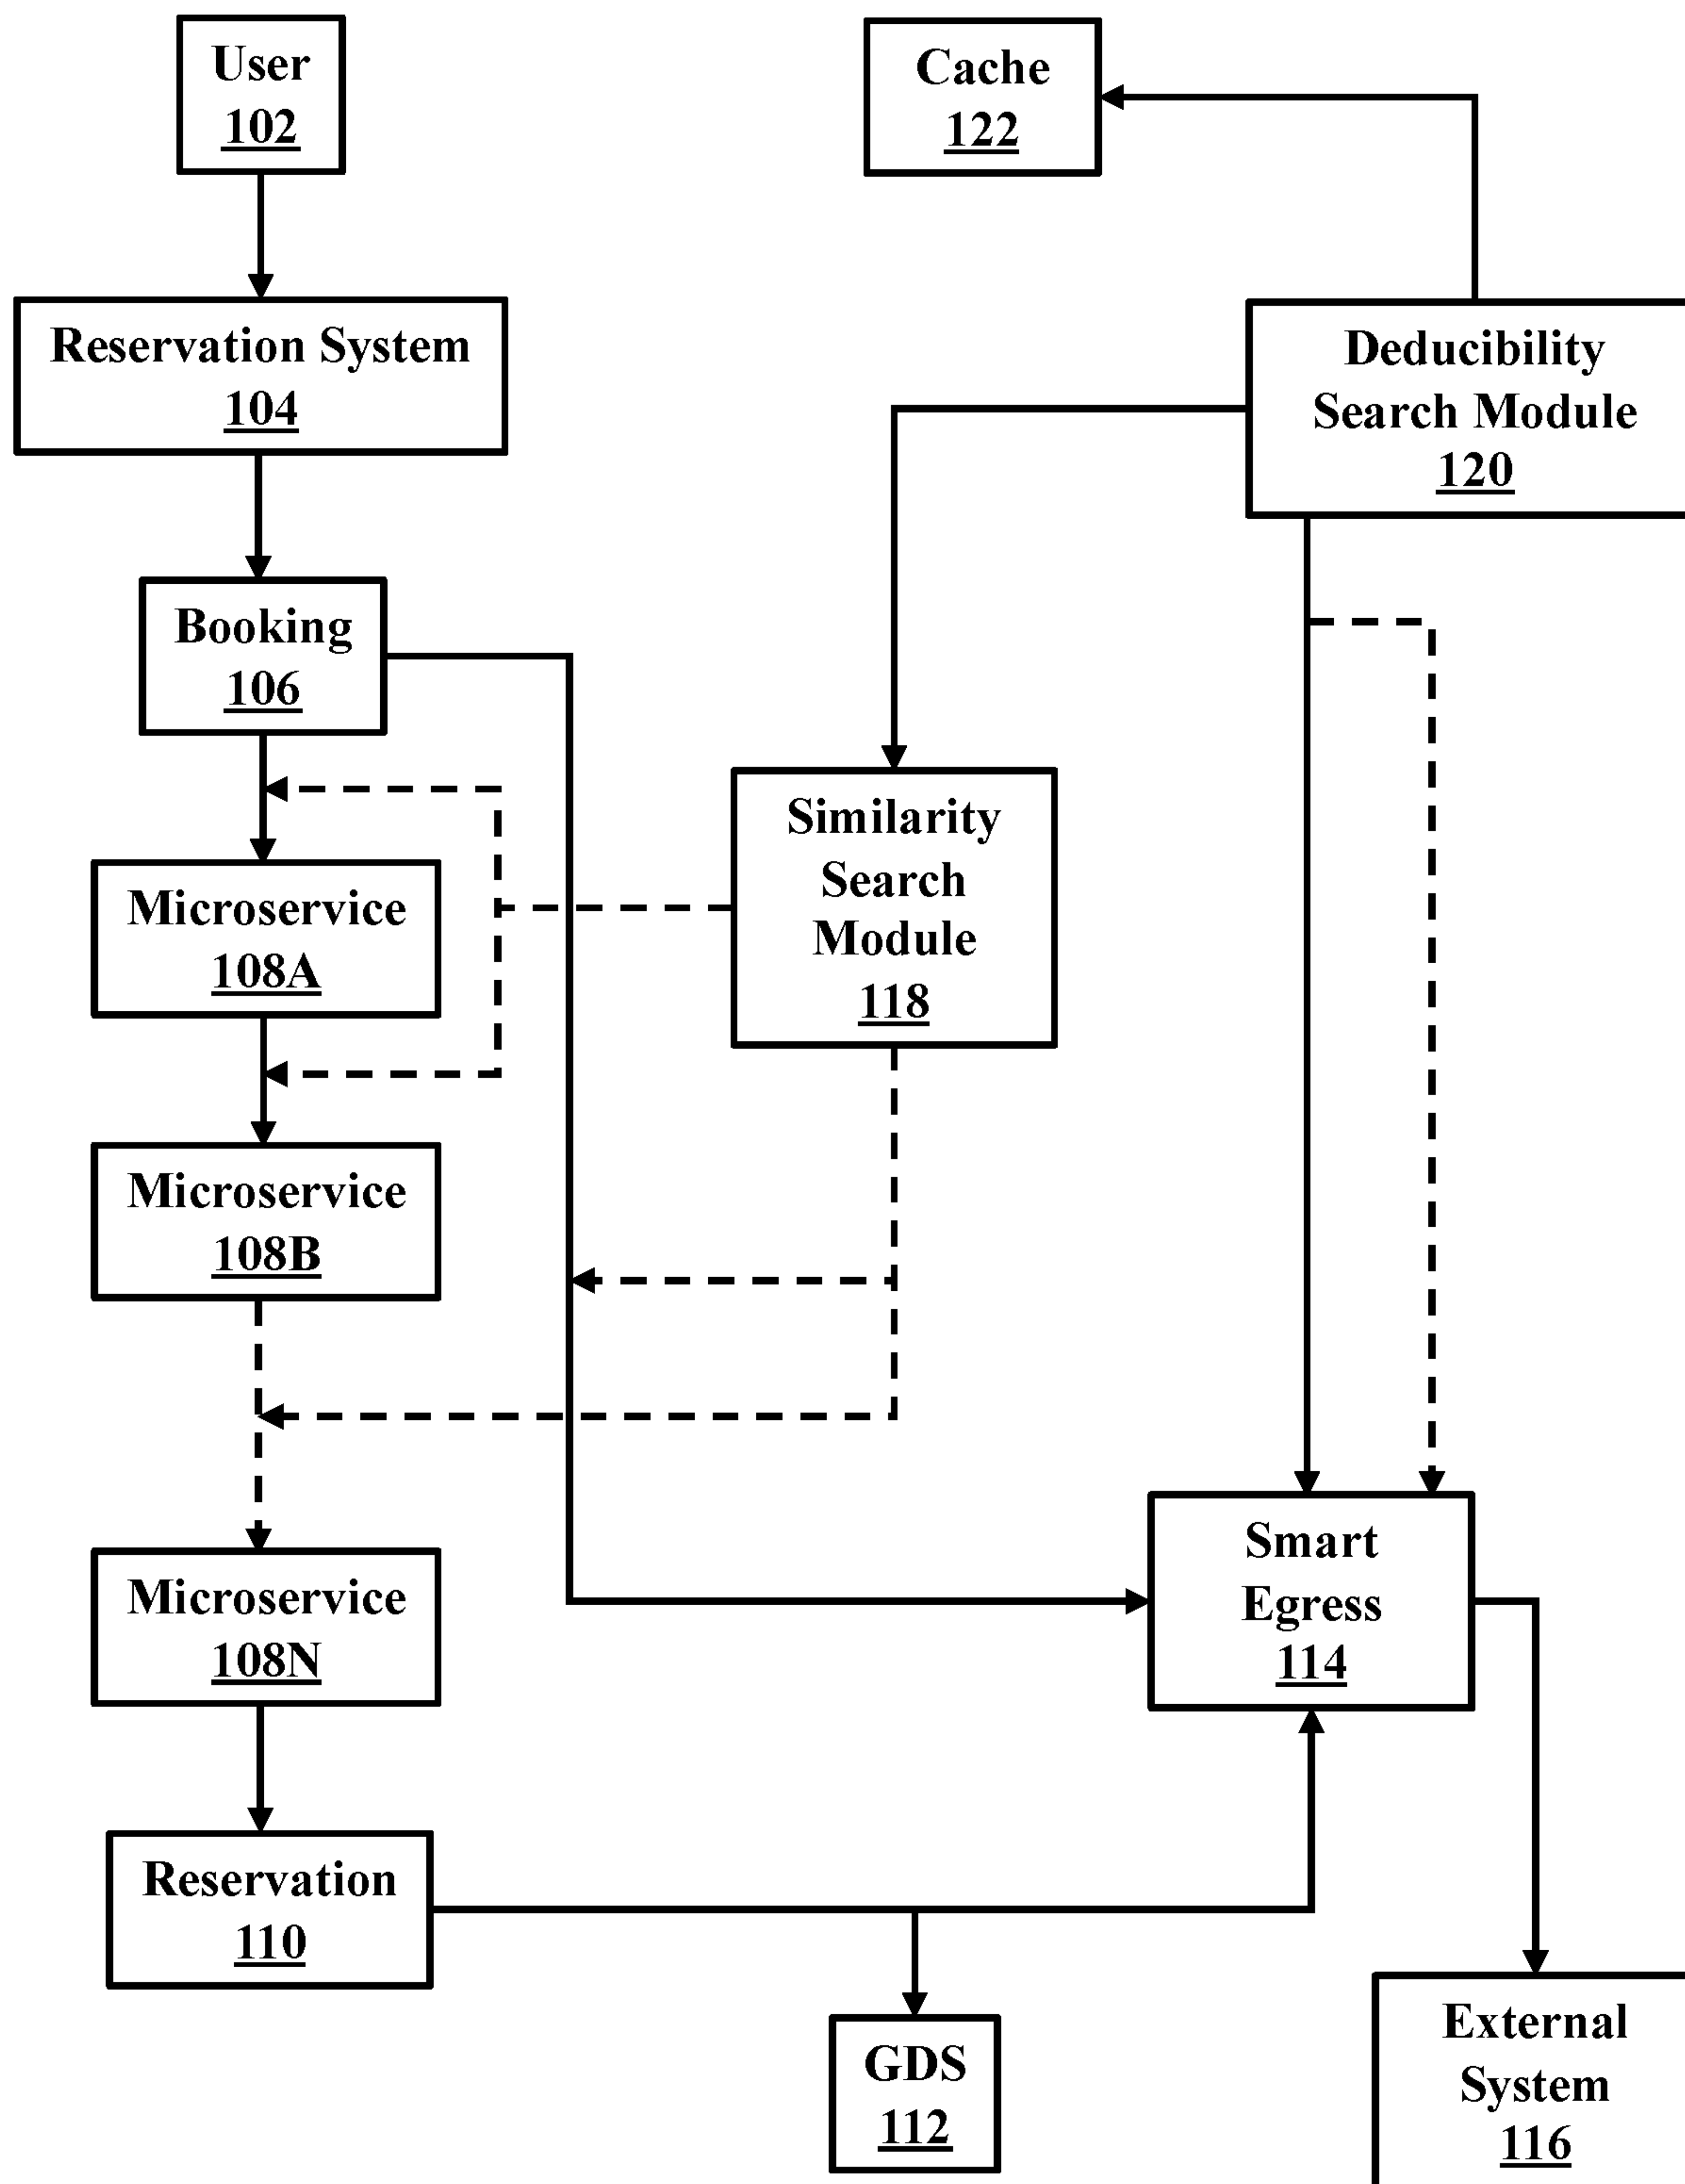 User
102
Cache
122
Reservation System
104
Deducibility
Search Module
120
Booking
106
Similarity
Search
Module
118
Microservice
108A
Microservice
108B
Smart
Egress
114
Microservice
108N
Reservation
110
GDS
112
External
System
116